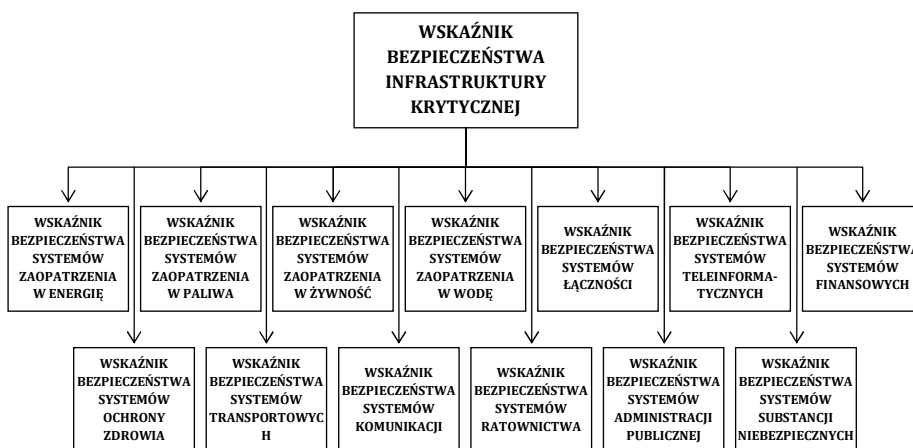 WSKAŹNIK
BEZPIECZEŃSTWA
INFRASTRUKTURY
KRYTYCZNEJ
WSKAŹNIK
BEZPIECZEŃSTWA
SYSTEMÓW
ZAOPATRZENIA
W ENERGIĘ
WSKAŹNIK
BEZPIECZEŃSTWA
SYSTEMÓW
ZAOPATRZENIA
W PALIWA
WSKAŹNIK
BEZPIECZEŃSTWA
SYSTEMÓW
ZAOPATRZENIA
W ŻYWNOŚĆ
WSKAŹNIK
BEZPIECZEŃSTWA
SYSTEMÓW
ZAOPATRZENIA
W WODĘ
WSKAŹNIK
BEZPIECZEŃSTWA
SYSTEMÓW
ŁĄCZNOŚCI
WSKAŹNIK
BEZPIECZEŃSTWA
SYSTEMÓW
TELEINFORMA-
TYCZNYCH
WSKAŹNIK
BEZPIECZEŃSTWA
SYSTEMÓW
FINANSOWYCH
WSKAŹNIK
BEZPIECZEŃSTWA
SYSTEMÓW
OCHRONY
ZDROWIA
WSKAŹNIK
BEZPIECZEŃSTWA
SYSTEMÓW
TRANSPORTOWYC
H
WSKAŹNIK
BEZPIECZEŃSTWA
SYSTEMÓW
KOMUNIKACJI
WSKAŹNIK
BEZPIECZEŃSTWA
SYSTEMÓW
RATOWNICTWA
WSKAŹNIK
BEZPIECZEŃSTWA
SYSTEMÓW
ADMINISTRACJI
PUBLICZNEJ
WSKAŹNIK
BEZPIECZEŃSTWA
SYSTEMÓW
SUBSTANCJI
NIEBEZPIECZNYCH